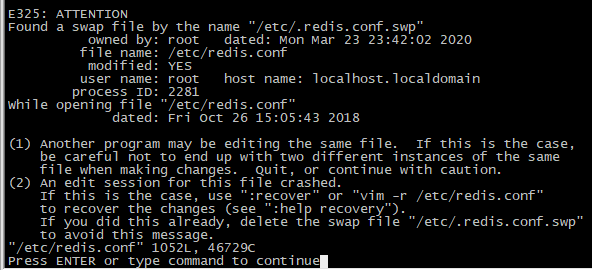 E325: ATTENTION
Found a swap file by the name "/etc/.redis.conf.swp"
owned by: root   dated: Mon Mar 23 23:42:02 2020
file name: /etc/redis.conf
modified: YES
user name: root   host name: localhost.localdomain
process ID: 2281
While opening file "/etc/redis.conf"
dated: Fri Oct 26 15:05:43 2018
(1) Another program may be editing the same file.  If this is the case,
be careful not to end up with two different instances of the same
file when making changes.  Quit, or continue with caution.
(2) An edit session for this file crashed.
If this is the case, use ":recover" or "vim -r /etc/redis.conf"
to recover the changes (see ":help recovery").
If you did this already, delete the swap file "/etc/.redis.conf.swp"
to avoid this message.
"/etc/redis.conf" 1052L, 46729C
Press ENTER or type command to continue